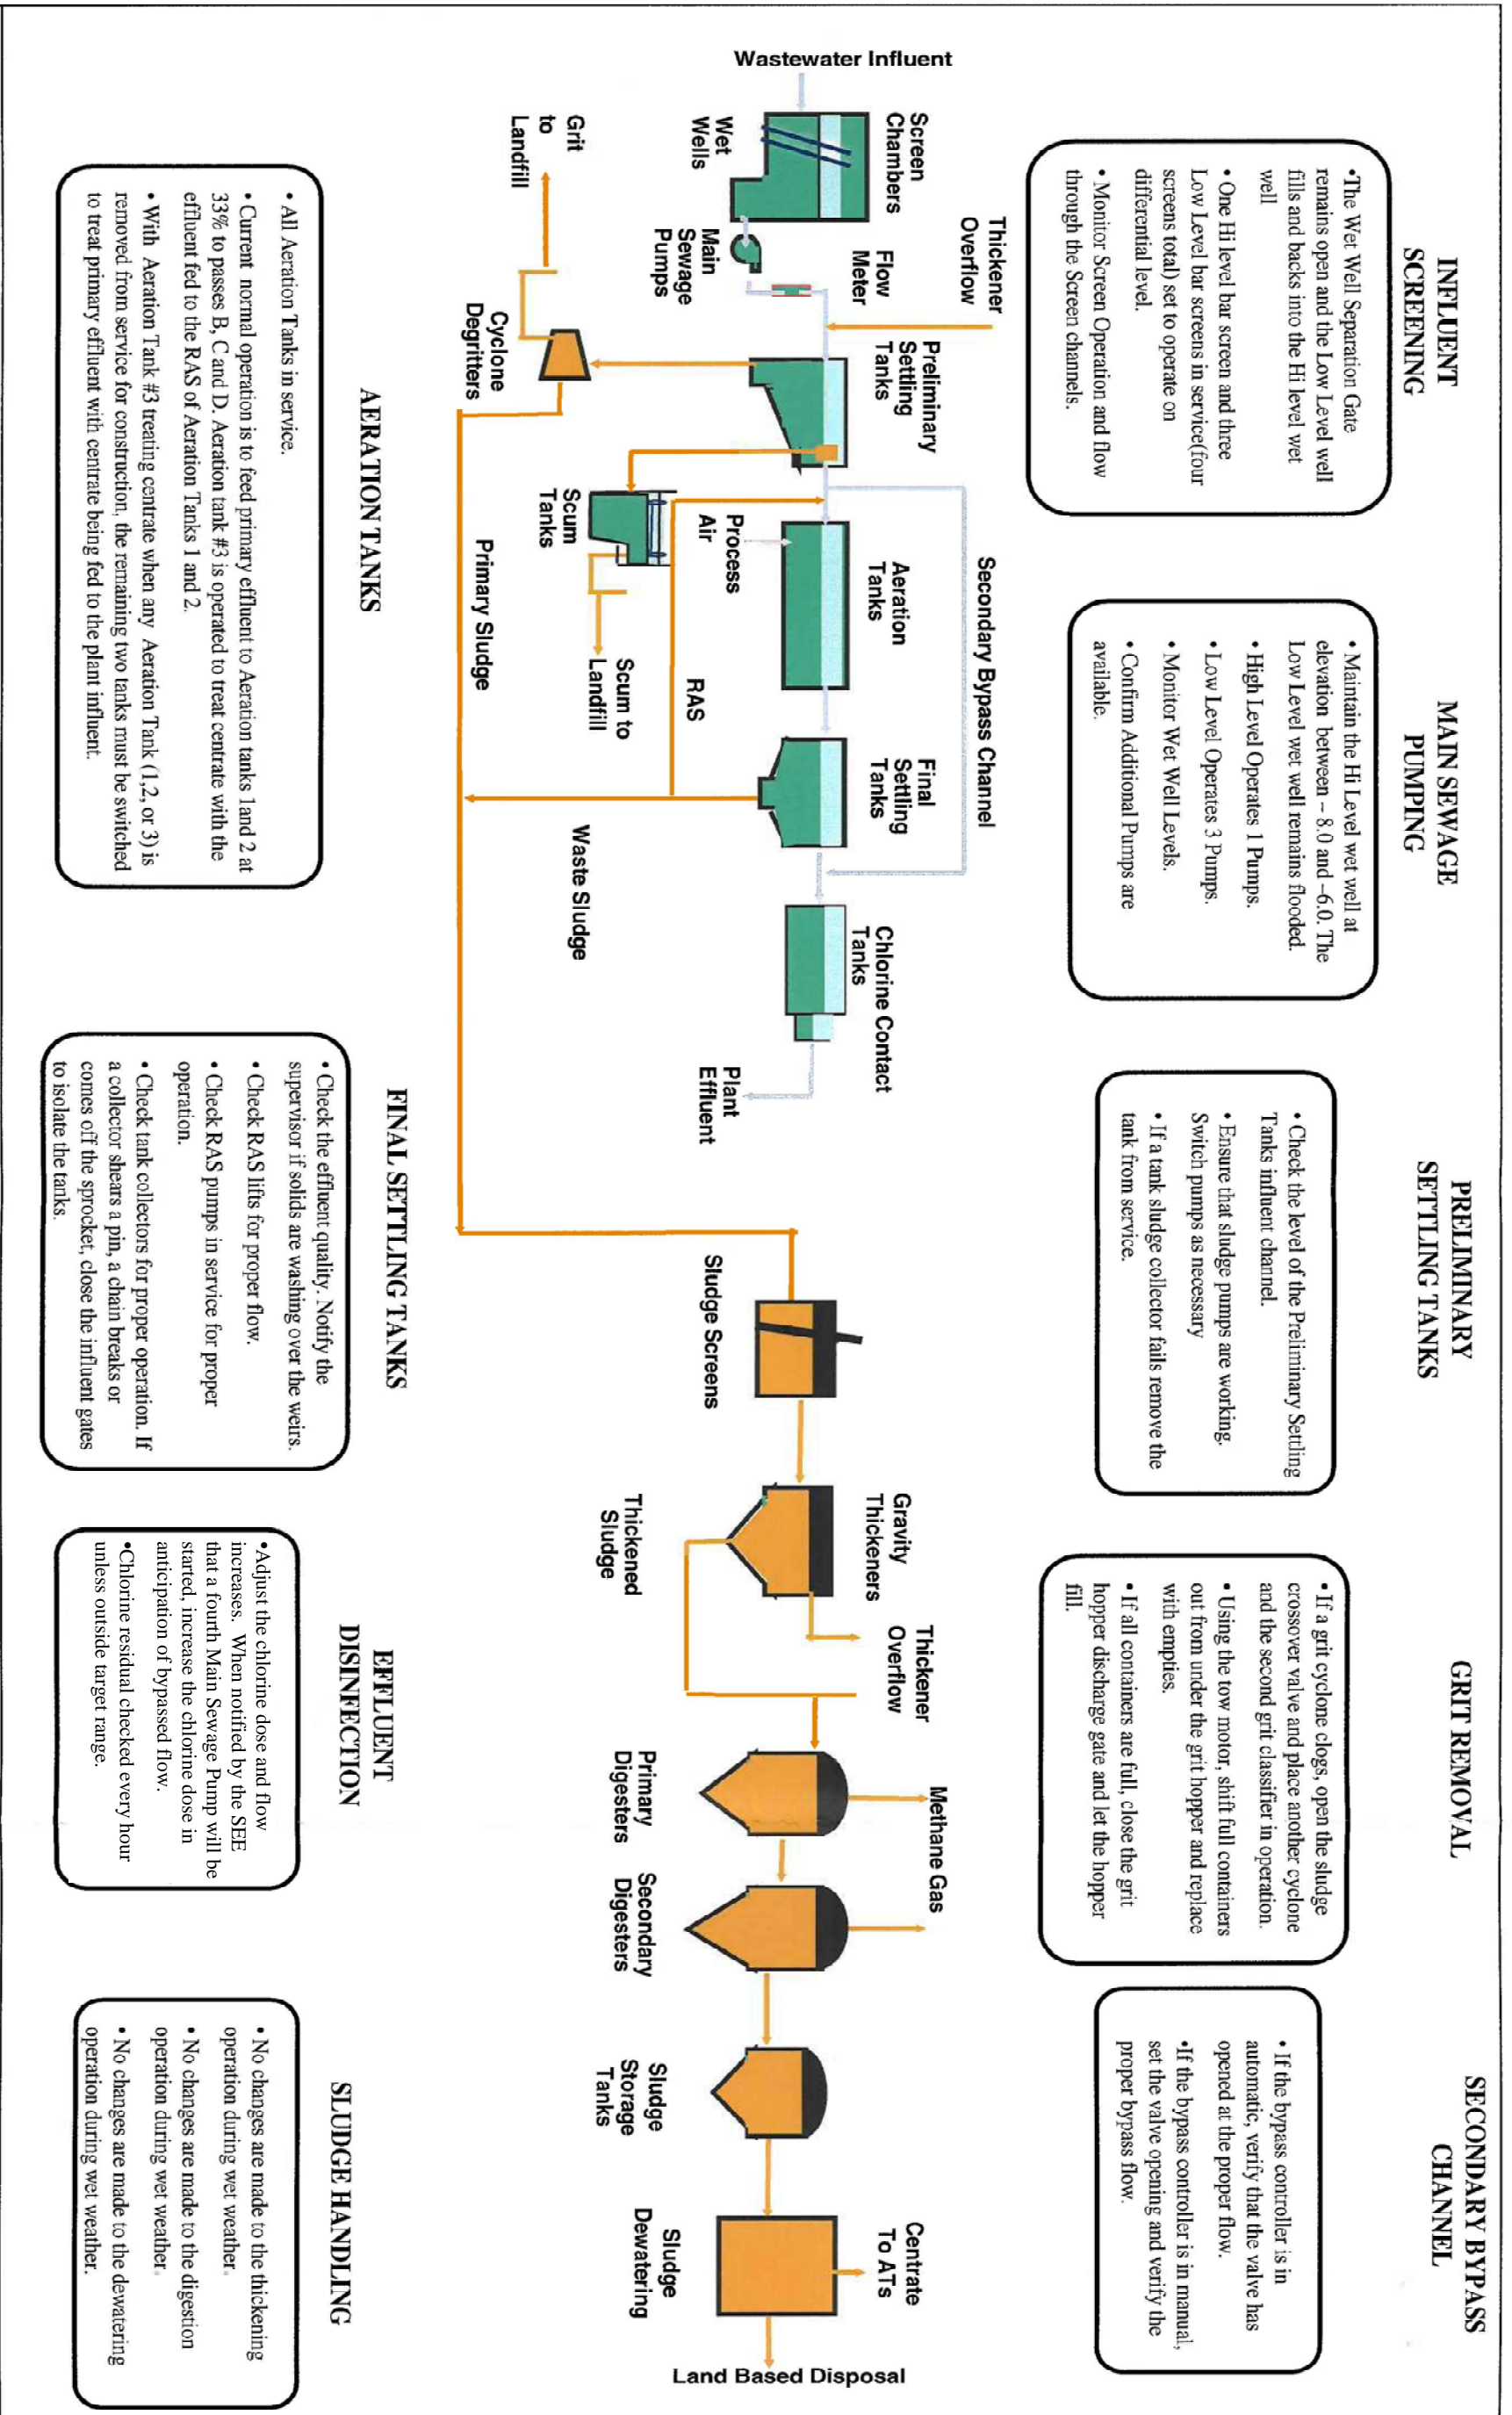 INFLUENT
SCREENING
•The Wet Well Separation Gate
remains open and the Low Level well
fills and backs into the Hi level wet
well
• One Hi level bar screen and three
Low Level bar screens in service(four
screens total) set to operate on
differential level.
• Monitor Screen Operation and flow
through the Screen channels.
MAIN SEWAGE
PUMPING
• Maintain the Hi Level wet well at
elevation between – 8.0 and –6.0. The
Low Level wet well remains flooded.
• High Level Operates 1 Pumps.
• Low Level Operates 3 Pumps.
• Monitor Wet Well Levels.
• Confirm Additional Pumps are
available.
PRELIMINARY
SETTLING TANKS
• Check the level of the Preliminary Settling
Tanks influent channel.
• Ensure that sludge pumps are working.
Switch pumps as necessary
• If a tank sludge collector fails remove the
tank from service.
GRIT REMOVAL
• If a grit cyclone clogs, open the sludge
crossover valve and place another cyclone
and the second grit classifier in operation.
• Using the tow motor, shift full containers
out from under the grit hopper and replace
with empties.
• If all containers are full, close the grit
hopper discharge gate and let the hopper
fill.
SECONDARY BYPASS
CHANNEL
• If the bypass controller is in
automatic, verify that the valve has
opened at the proper flow.
•If the bypass controller is in manual,
set the valve opening and verify the
proper bypass flow.
Wastewater Influent
Screen
Chambers
Wet
Wells
Main
Sewage
Pumps
Flow
Meter
Thickener
Overflow
Preliminary
Settling
Tanks
Grit
to
Landfill
Cyclone
Degritters
Scum
Tanks
Scum to
Landfill
Primary Sludge
Process
Air
Aeration
Tanks
RAS
Secondary Bypass Channel
Final
Settling
Tanks
Waste Sludge
Chlorine Contact
Tanks
Plant
Effluent
Sludge Screens
Gravity
Thickeners
Thickened
Sludge
Thickener
Overflow
Primary
Digesters
Methane Gas
Secondary
Digesters
Sludge
Storage
Tanks
Sludge
Dewatering
Centrate
To ATs
Land Based Disposal
AERATION TANKS
• All Aeration Tanks in service.
• Current normal operation is to feed primary effluent to Aeration tanks 1and 2 at
33% to passes B, C and D. Aeration tank #3 is operated to treat centrate with the
effluent fed to the RAS of Aeration Tanks 1 and 2.
• With Aeration Tank #3 treating centrate when any Aeration Tank (1,2, or 3) is
removed from service for construction, the remaining two tanks must be switched
to treat primary effluent with centrate being fed to the plant influent.
FINAL SETTLING TANKS
• Check the effluent quality. Notify the
supervisor if solids are washing over the weirs.
• Check RAS lifts for proper flow.
• Check RAS pumps in service for proper
operation.
• Check tank collectors for proper operation. If
a collector shears a pin, a chain breaks or
comes off the sprocket, close the influent gates
to isolate the tanks.
EFFLUENT
DISINFECTION
•Adjust the chlorine dose and flow
increases. When notified by the SEE
that a fourth Main Sewage Pump will be
started, increase the chlorine dose in
anticipation of bypassed flow.
•Chlorine residual checked every hour
unless outside target range.
SLUDGE HANDLING
• No changes are made to the thickening
operation during wet weather.
• No changes are made to the digestion
operation during wet weather.
• No changes are made to the dewatering
operation during wet weather.